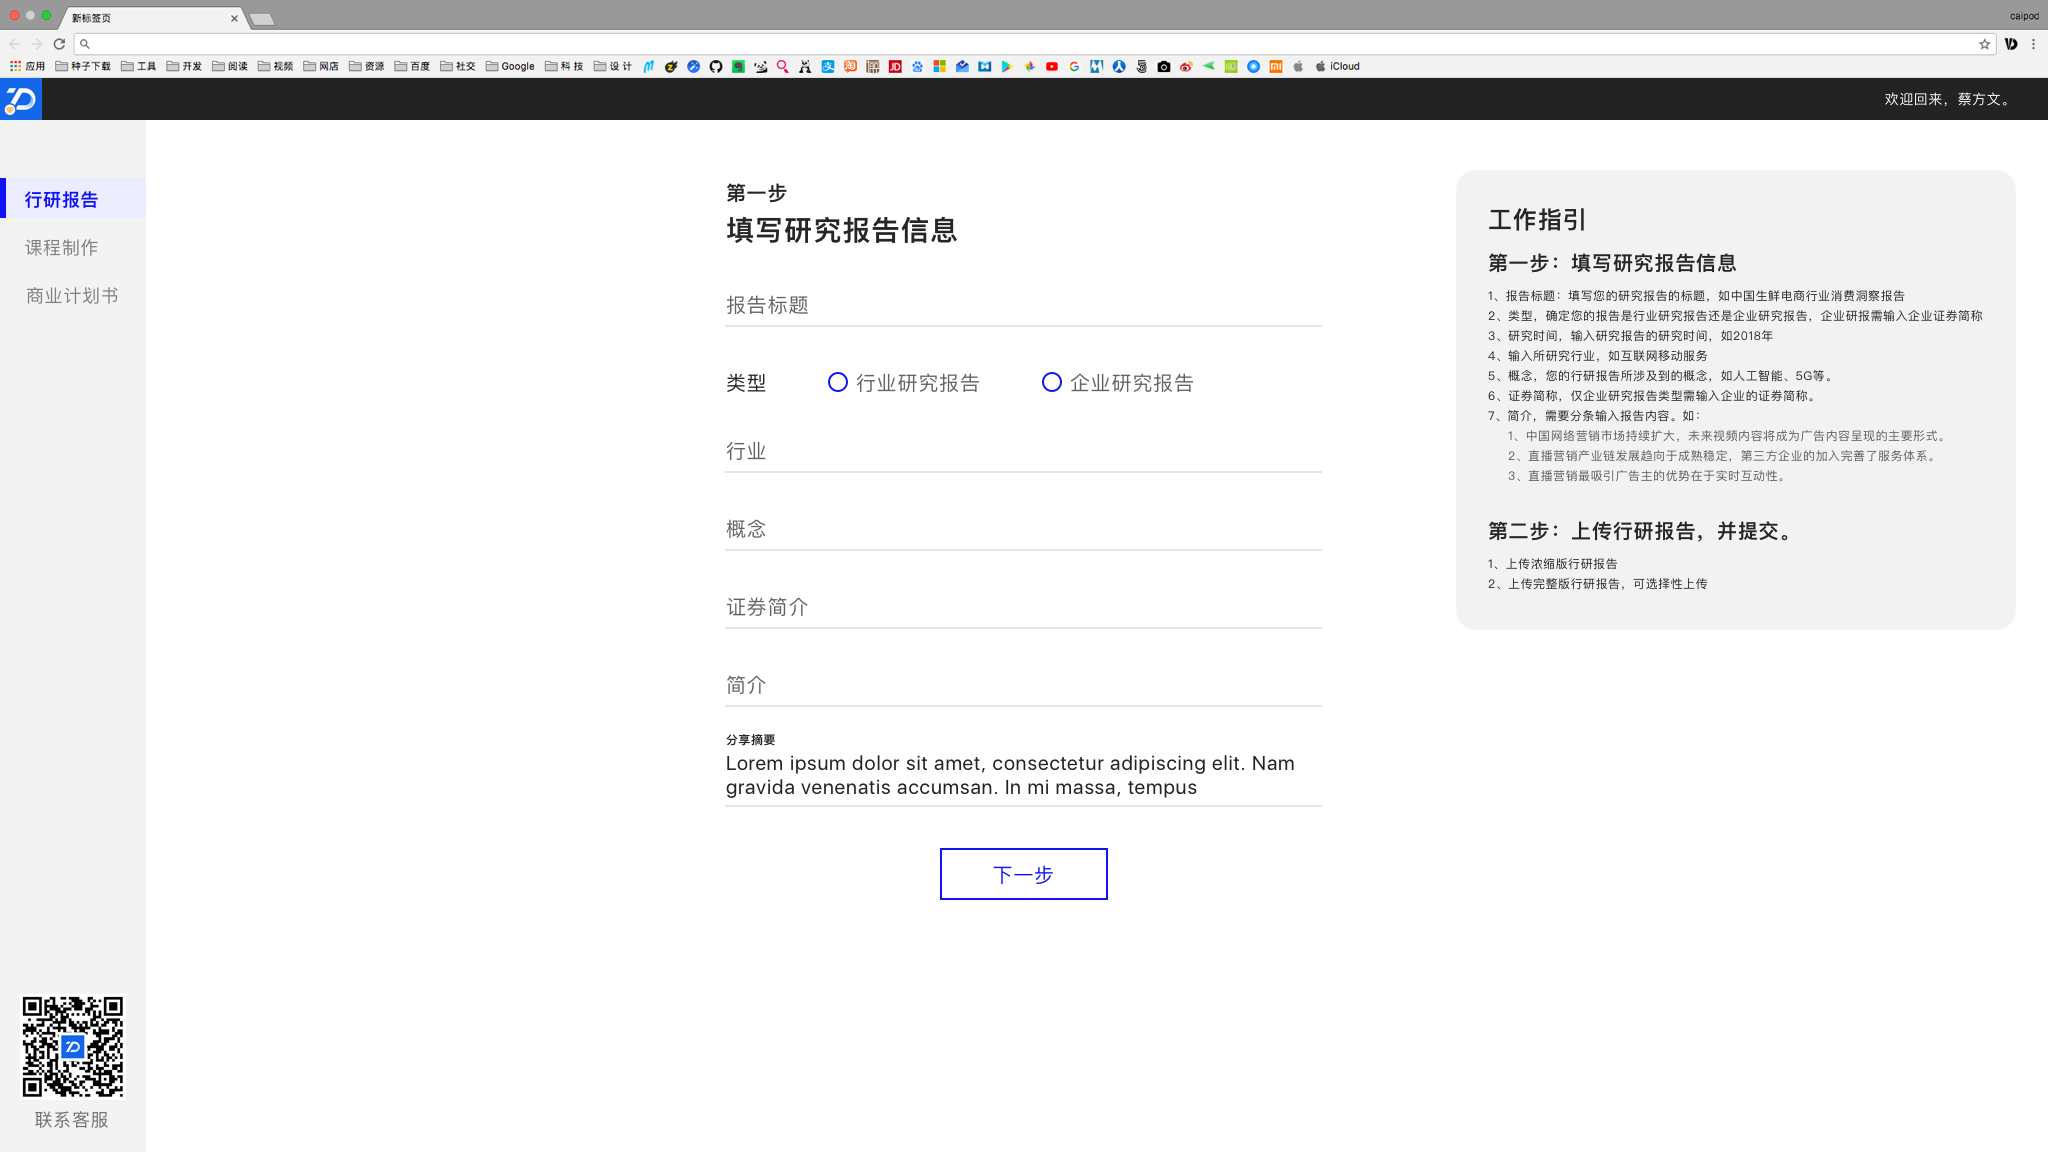 新标签页
caipod
应用 种子下载 工具 开发 阅读 视频 网店 资源 百度 社交 Google 科 技 设 计 iCloud
欢迎回来，蔡方文。
行研报告
课程制作
商业计划书
联系客服
第一步
填写研究报告信息
报告标题
类型 行业研究报告 企业研究报告
行业
概念
证券简介
简介
分享摘要
Lorem ipsum dolor sit amet, consectetur adipiscing elit. Nam
gravida venenatis accumsan. In mi massa, tempus
下一步
工作指引
第一步：填写研究报告信息
1、报告标题：填写您的研究报告的标题，如中国生鲜电商行业消费洞察报告
2、类型，确定您的报告是行业研究报告还是企业研究报告，企业研报需输入企业证券简称
3、研究时间，输入研究报告的研究时间，如2018年
4、输入所研究行业，如互联网移动服务
5、概念，您的行研报告所涉及到的概念，如人工智能、5G等。
6、证券简称，仅企业研究报告类型需输入企业的证券简称。
7、简介，需要分条输入报告内容。如：
1、中国网络营销市场持续扩大，未来视频内容将成为广告内容呈现的主要形式。
2、直播营销产业链发展趋向于成熟稳定，第三方企业的加入完善了服务体系。
3、直播营销最吸引广告主的优势在于实时互动性。
第二步：上传行研报告，并提交。
1、上传浓缩版行研报告
2、上传完整版行研报告，可选择性上传